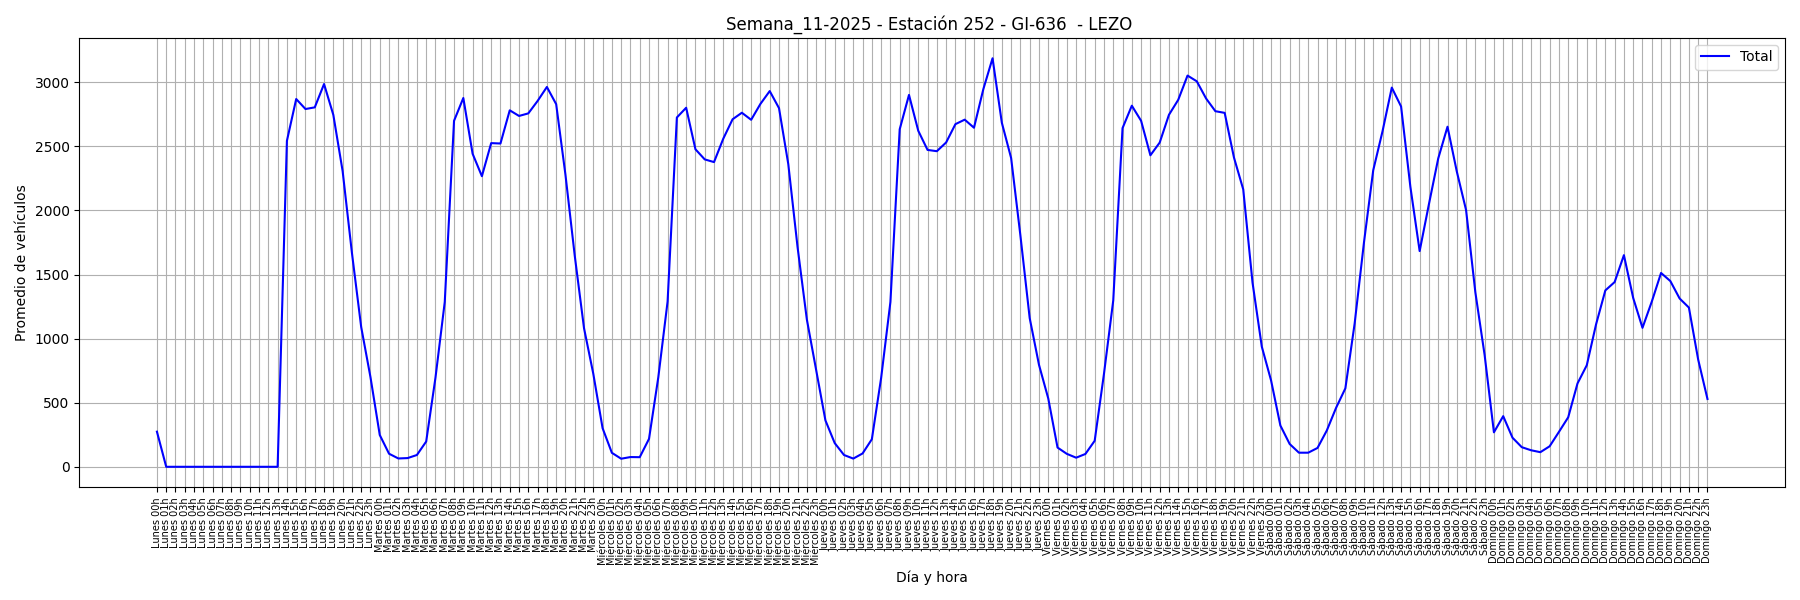 Semana_11-2025 - Estación 252 - GI-636  - LEZO
Total
Promedio de vehículos
3000
2500
2000
1500
1000
500
0
Lunes 00h
Lunes 01h
Lunes 02h
Lunes 03h
Lunes 04h
Lunes 05h
Lunes 06h
Lunes 07h
Lunes 08h
Lunes 09h
Lunes 10h
Lunes 11h
Lunes 12h
Lunes 13h
Lunes 14h
Lunes 15h
Lunes 16h
Lunes 17h
Lunes 18h
Lunes 19h
Lunes 20h
Lunes 21h
Lunes 22h
Lunes 23h
Martes 00h
Martes 01h
Martes 02h
Martes 03h
Martes 04h
Martes 05h
Martes 06h
Martes 07h
Martes 08h
Martes 09h
Martes 10h
Martes 11h
Martes 12h
Martes 13h
Martes 14h
Martes 15h
Martes 16h
Martes 17h
Martes 18h
Martes 19h
Martes 20h
Martes 21h
Martes 22h
Martes 23h
Miércoles 00h
Miércoles 01h
Miércoles 02h
Miércoles 03h
Miércoles 04h
Miércoles 05h
Miércoles 06h
Miércoles 07h
Miércoles 08h
Miércoles 09h
Miércoles 10h
Miércoles 11h
Miércoles 12h
Miércoles 13h
Miércoles 14h
Miércoles 15h
Miércoles 16h
Miércoles 17h
Miércoles 18h
Miércoles 19h
Miércoles 20h
Miércoles 21h
Miércoles 22h
Miércoles 23h
Jueves 00h
Jueves 01h
Jueves 02h
Jueves 03h
Jueves 04h
Jueves 05h
Jueves 06h
Jueves 07h
Jueves 08h
Jueves 09h
Jueves 10h
Jueves 11h
Jueves 12h
Jueves 13h
Jueves 14h
Jueves 15h
Jueves 16h
Jueves 17h
Jueves 18h
Jueves 19h
Jueves 20h
Jueves 21h
Jueves 22h
Jueves 23h
Viernes 00h
Viernes 01h
Viernes 02h
Viernes 03h
Viernes 04h
Viernes 05h
Viernes 06h
Viernes 07h
Viernes 08h
Viernes 09h
Viernes 10h
Viernes 11h
Viernes 12h
Viernes 13h
Viernes 14h
Viernes 15h
Viernes 16h
Viernes 17h
Viernes 18h
Viernes 19h
Viernes 20h
Viernes 21h
Viernes 22h
Viernes 23h
Sábado 00h
Sábado 01h
Sábado 02h
Sábado 03h
Sábado 04h
Sábado 05h
Sábado 06h
Sábado 07h
Sábado 08h
Sábado 09h
Sábado 10h
Sábado 11h
Sábado 12h
Sábado 13h
Sábado 14h
Sábado 15h
Sábado 16h
Sábado 17h
Sábado 18h
Sábado 19h
Sábado 20h
Sábado 21h
Sábado 22h
Sábado 23h
Domingo 00h
Domingo 01h
Domingo 02h
Domingo 03h
Domingo 04h
Domingo 05h
Domingo 06h
Domingo 07h
Domingo 08h
Domingo 09h
Domingo 10h
Domingo 11h
Domingo 12h
Domingo 13h
Domingo 14h
Domingo 15h
Domingo 16h
Domingo 17h
Domingo 18h
Domingo 19h
Domingo 20h
Domingo 21h
Domingo 22h
Domingo 23h
Día y hora